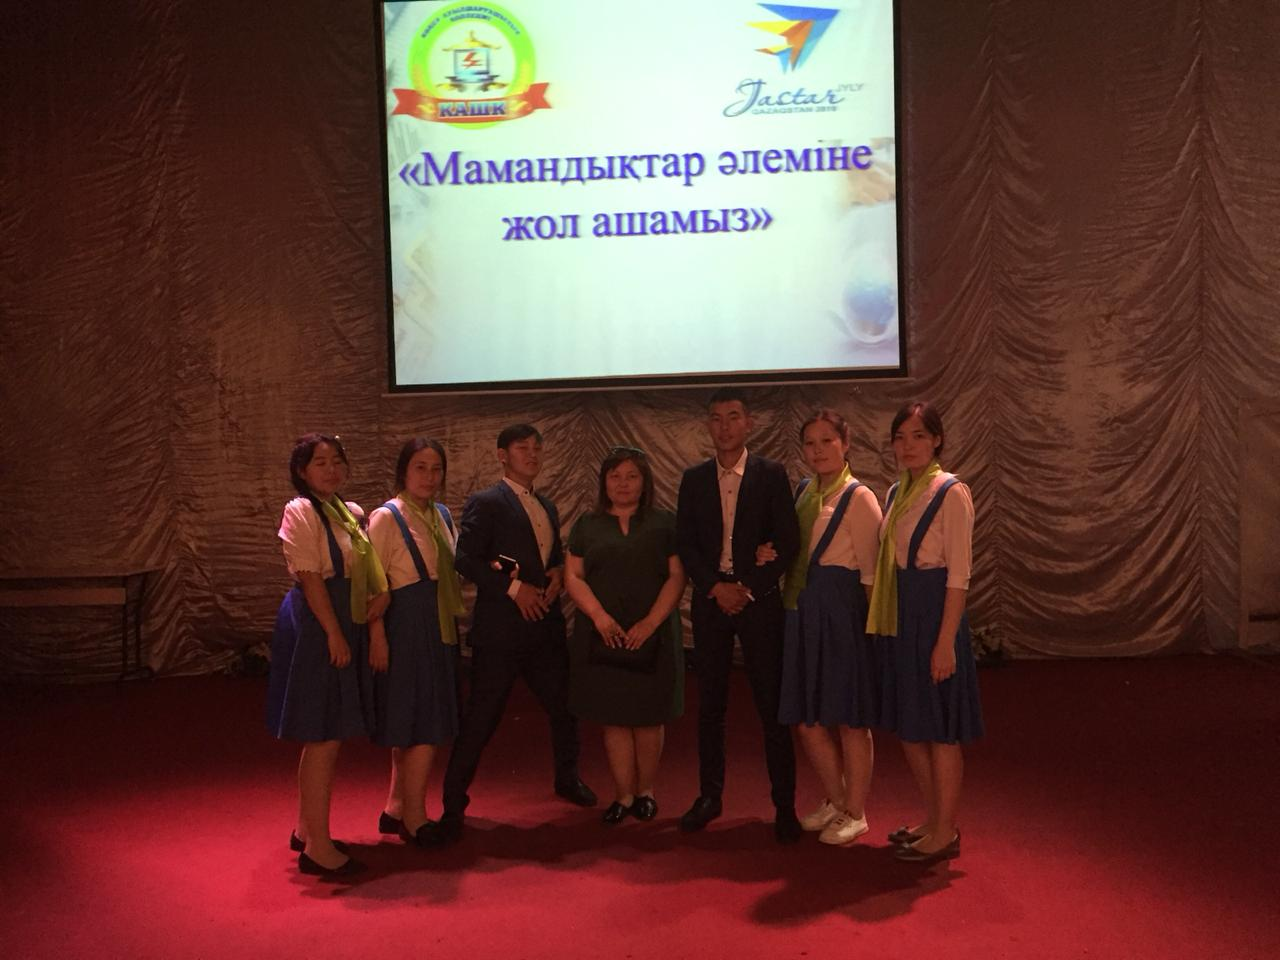 КАШК
Jastar JYLY
QAZAQSTAN 2019
«Мамандықтар әлеміне
жол ашамыз»